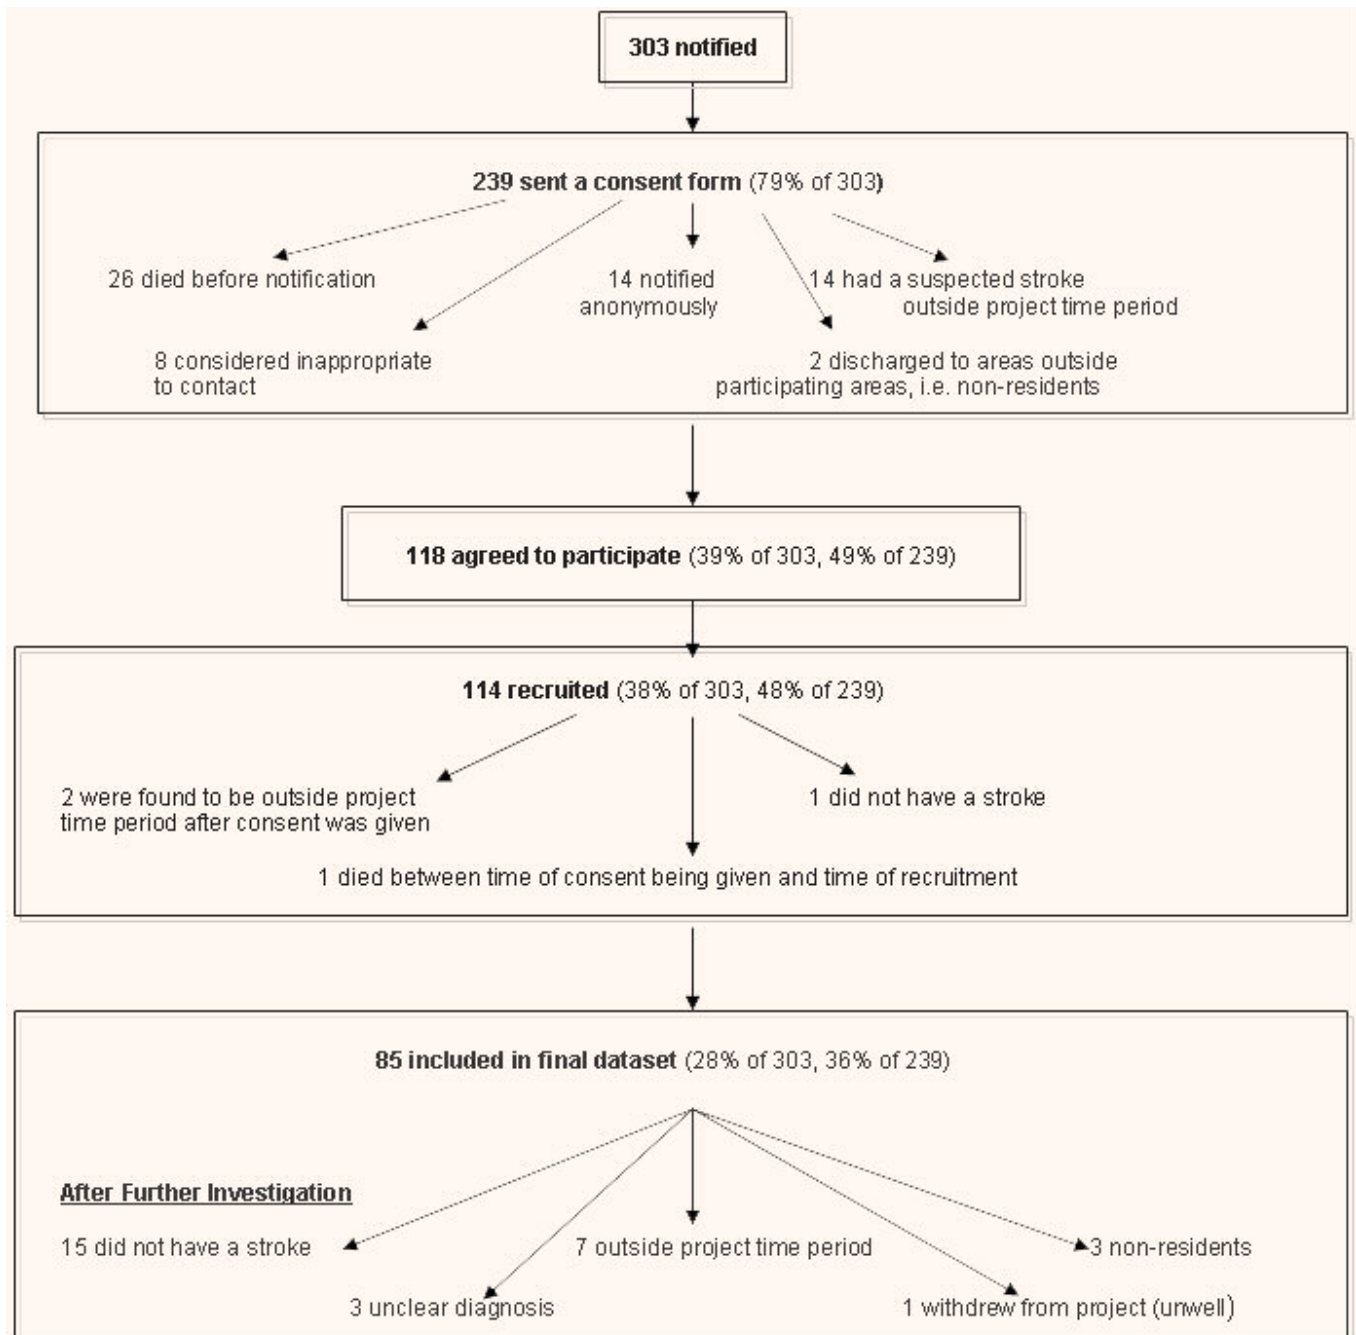 303 notified
239 sent a consent form (79% of 303)
26 died before notification
14 notified
anonymously
14 had a suspected stroke
outside project time period
8 considered inappropriate
to contact
2 discharged to areas outside
participating areas, i.e. non-residents
118 agreed to participate (39% of 303, 49% of 239)
114 recruited (38% of 303, 48% of 239)
2 were found to be outside project
time period after consent was given
1 did not have a stroke
1 died between time of consent being given and time of recruitment
85 included in final dataset (28% of 303, 36% of 239)
After Further Investigation
15 did not have a stroke
7 outside project time period
3 non-residents
3 unclear diagnosis
1 withdrew from project (unwell)